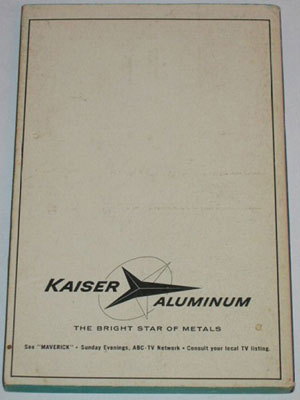 KAISER
ALUMINUM
THE BRIGHT STAR OF METALS
See "MAVERICK" • Sunday Evenings, ABC-TV Network • Consult your local TV listing.